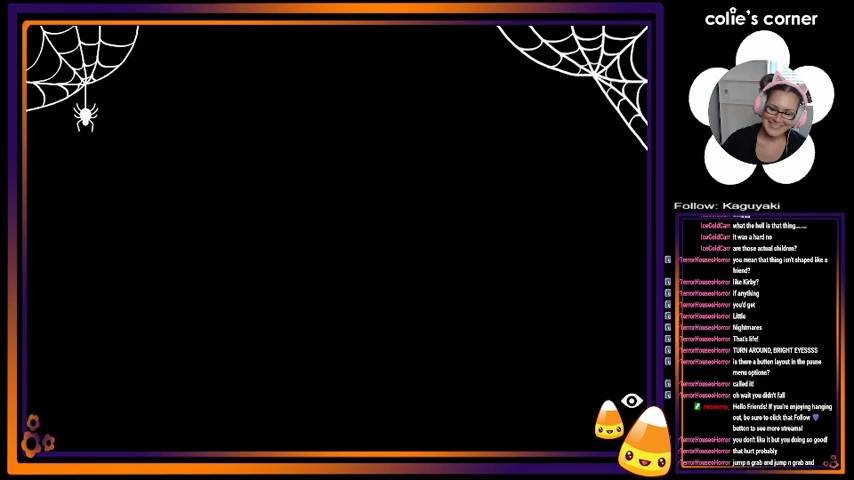 colie's corner
Follow: Kaguyaki
IceColdCarr what the hell is that thing......
IceColdCarr it was a hard no
IceColdCarr are those actual children?
TerrorHousesHorror you mean that thing isn't shaped like a
friend?
TerrorHousesHorror like Kirby?
TerrorHousesHorror If anything
TerrorHousesHorror you'd get
TerrorHousesHorror Little
TerrorHousesHorror Nightmares
TerrorHousesHorror That's life!
TerrorHousesHorror TURN AROUND, BRIGHT EYESSSS
TerrorHousesHorror is there a button layout in the pause
menu options?
TerrorHousesHorror called it!
TerrorHousesHorror oh wait you didn't fall
Hello Friends! If you're enjoying hanging
out, be sure to click that Follow
button to see more streams!
TerrorHousesHorror you don't like it but you doing so good!
TerrorHousesHorror that hurt probably
TerrorHousesHorror jump n grab and jump n grab and